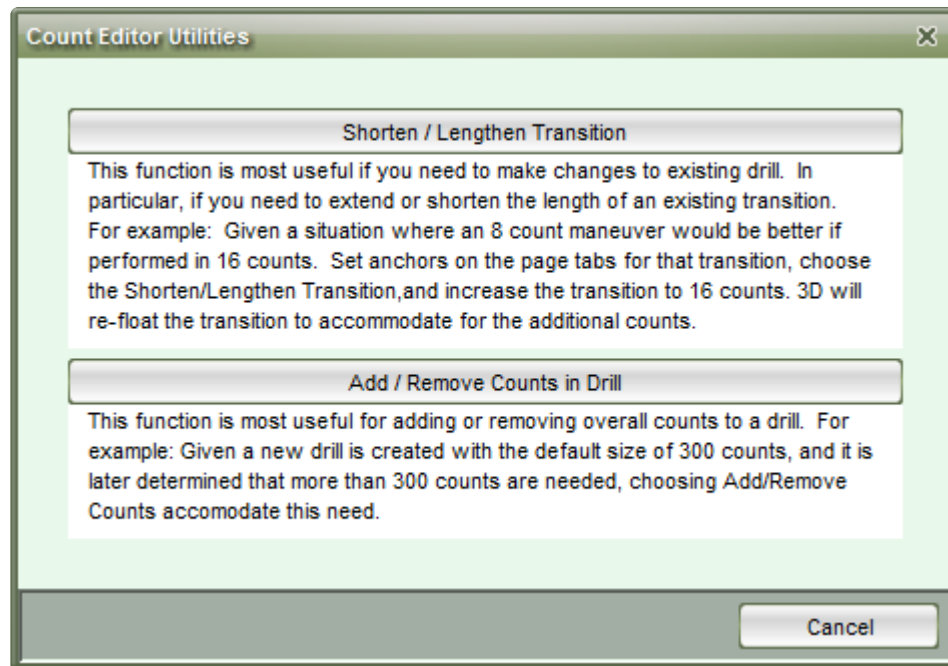 Count Editor Utilities
Shorten / Lengthen Transition
This function is most useful if you need to make changes to existing drill.  In
particular, if you need to extend or shorten the length of an existing transition.
For example:  Given a situation where an 8 count maneuver would be better if
performed in 16 counts.  Set anchors on the page tabs for that transition, choose
the Shorten/Lengthen Transition,and increase the transition to 16 counts. 3D will
re-float the transition to accommodate for the additional counts.
Add / Remove Counts in Drill
This function is most useful for adding or removing overall counts to a drill.  For
example: Given a new drill is created with the default size of 300 counts, and it is
later determined that more than 300 counts are needed, choosing Add/Remove
Counts accomodate this need.
Cancel